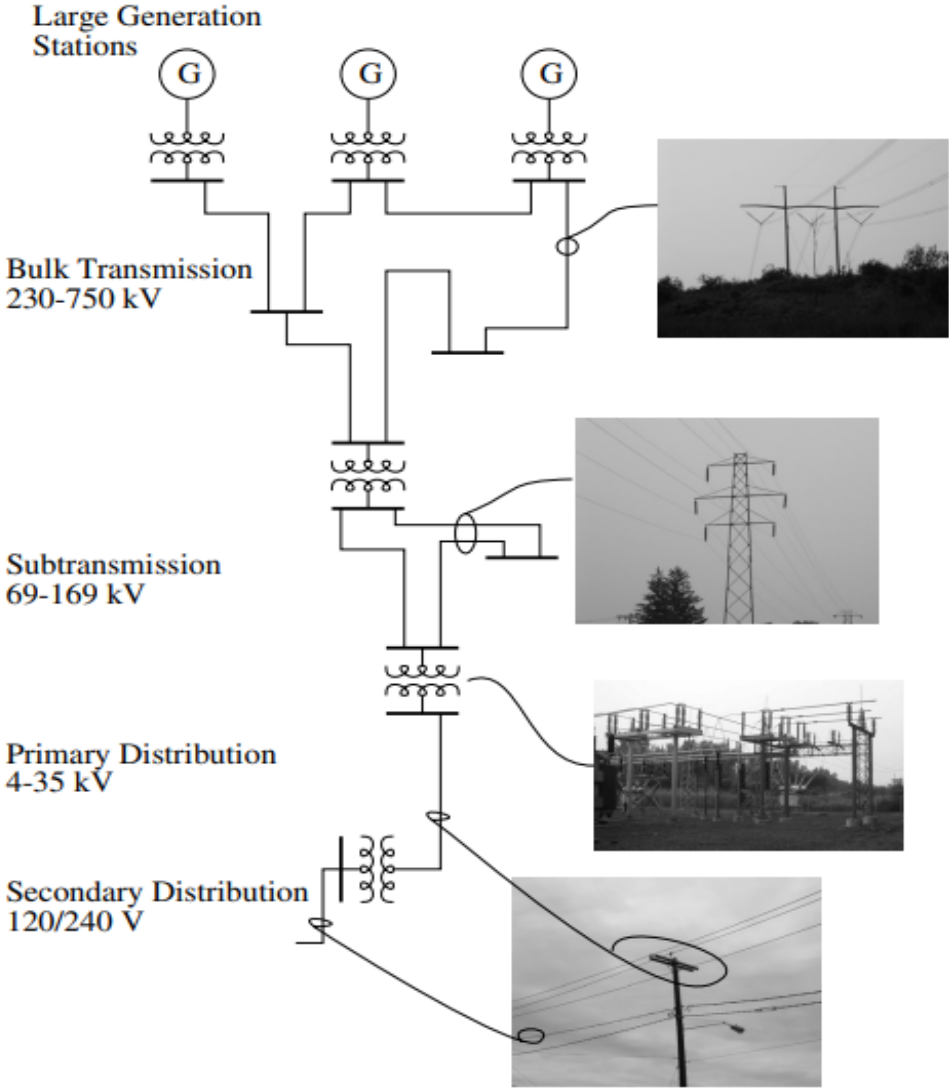 Large Generation
Stations
G
G
G
Bulk Transmission
230-750 kV
Subtransmission
69-169 kV
Primary Distribution
4-35 kV
Secondary Distribution
120/240 V